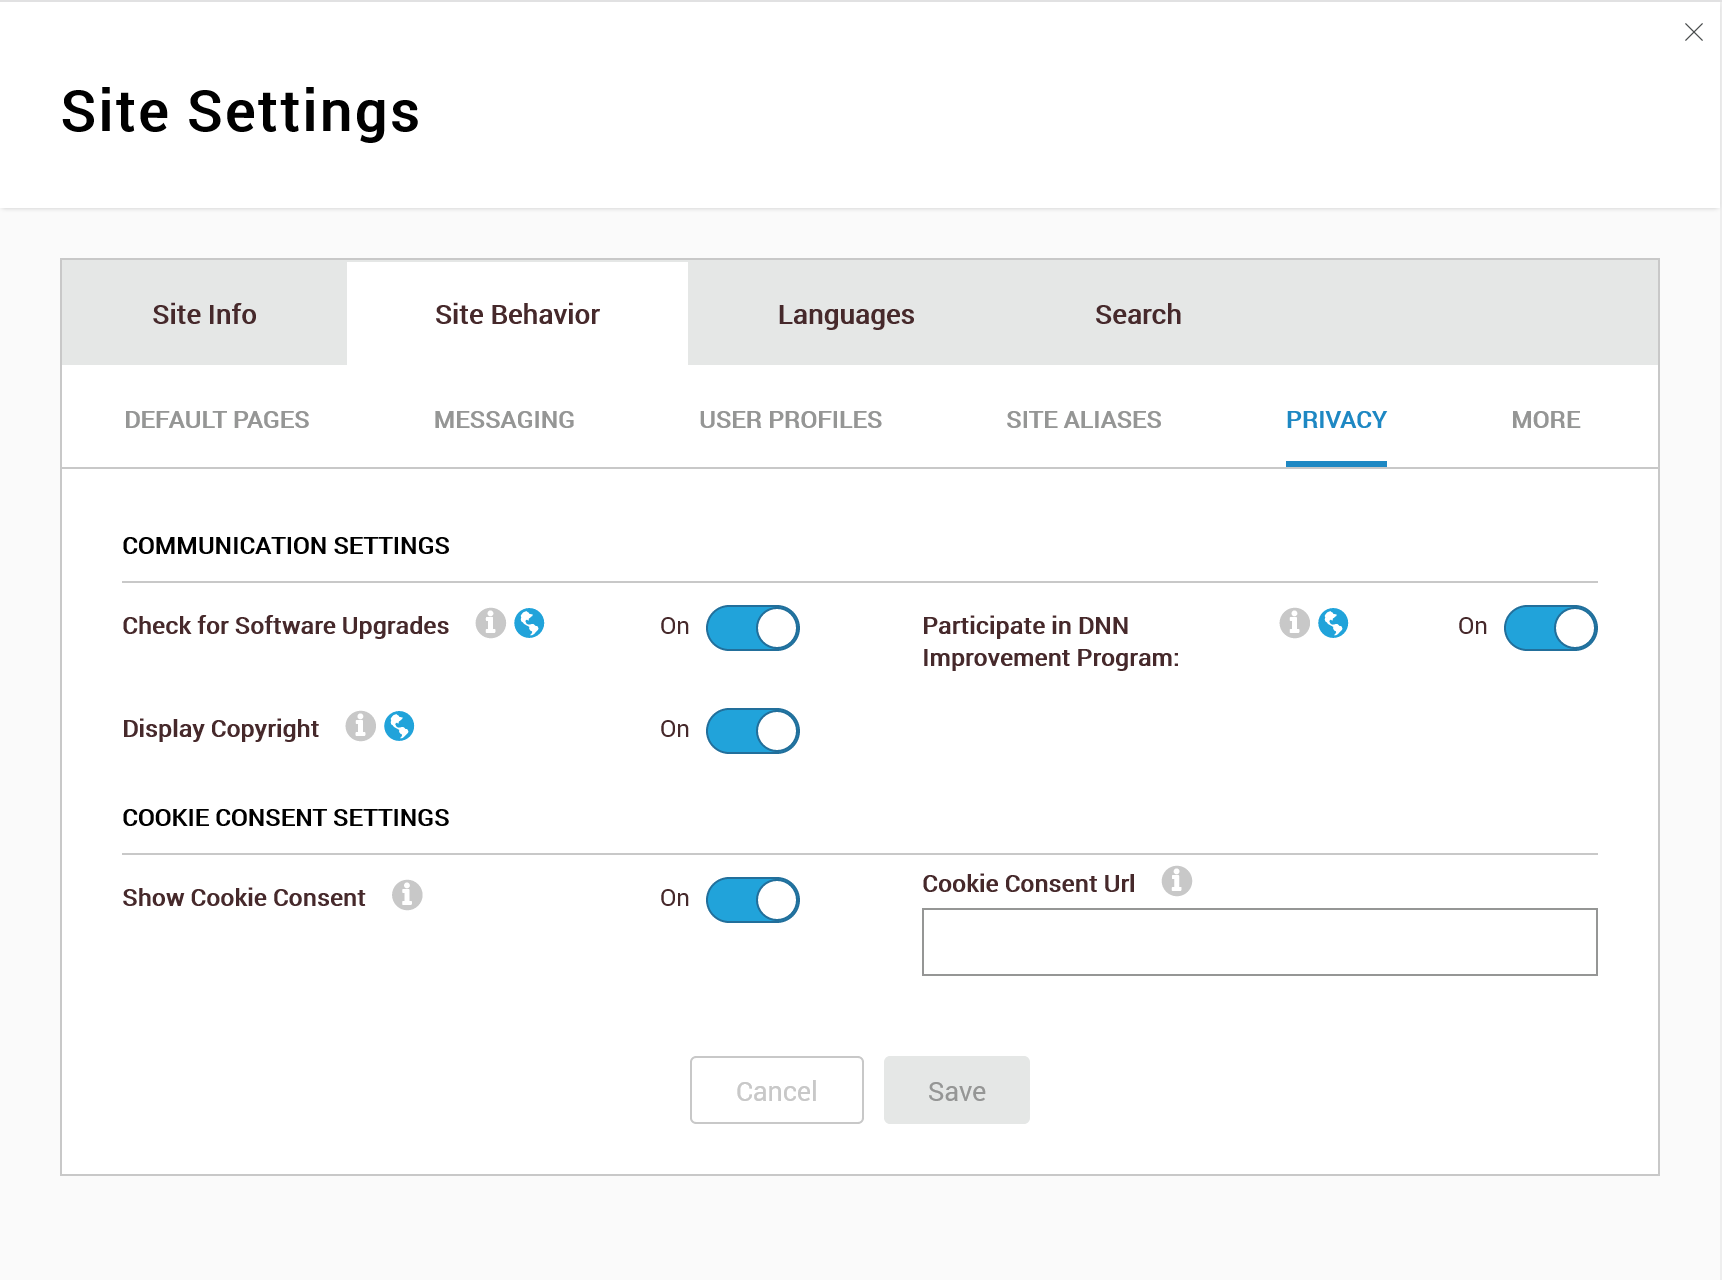 Site Settings
Site Info
Site Behavior
Languages
Search
DEFAULT PAGES
MESSAGING
USER PROFILES
SITE ALIASES
PRIVACY
MORE
COMMUNICATION SETTINGS
Check for Software Upgrades
On
Participate in DNN
Improvement Program:
On
Display Copyright
On
COOKIE CONSENT SETTINGS
Show Cookie Consent
On
Cookie Consent Url
Cancel
Save